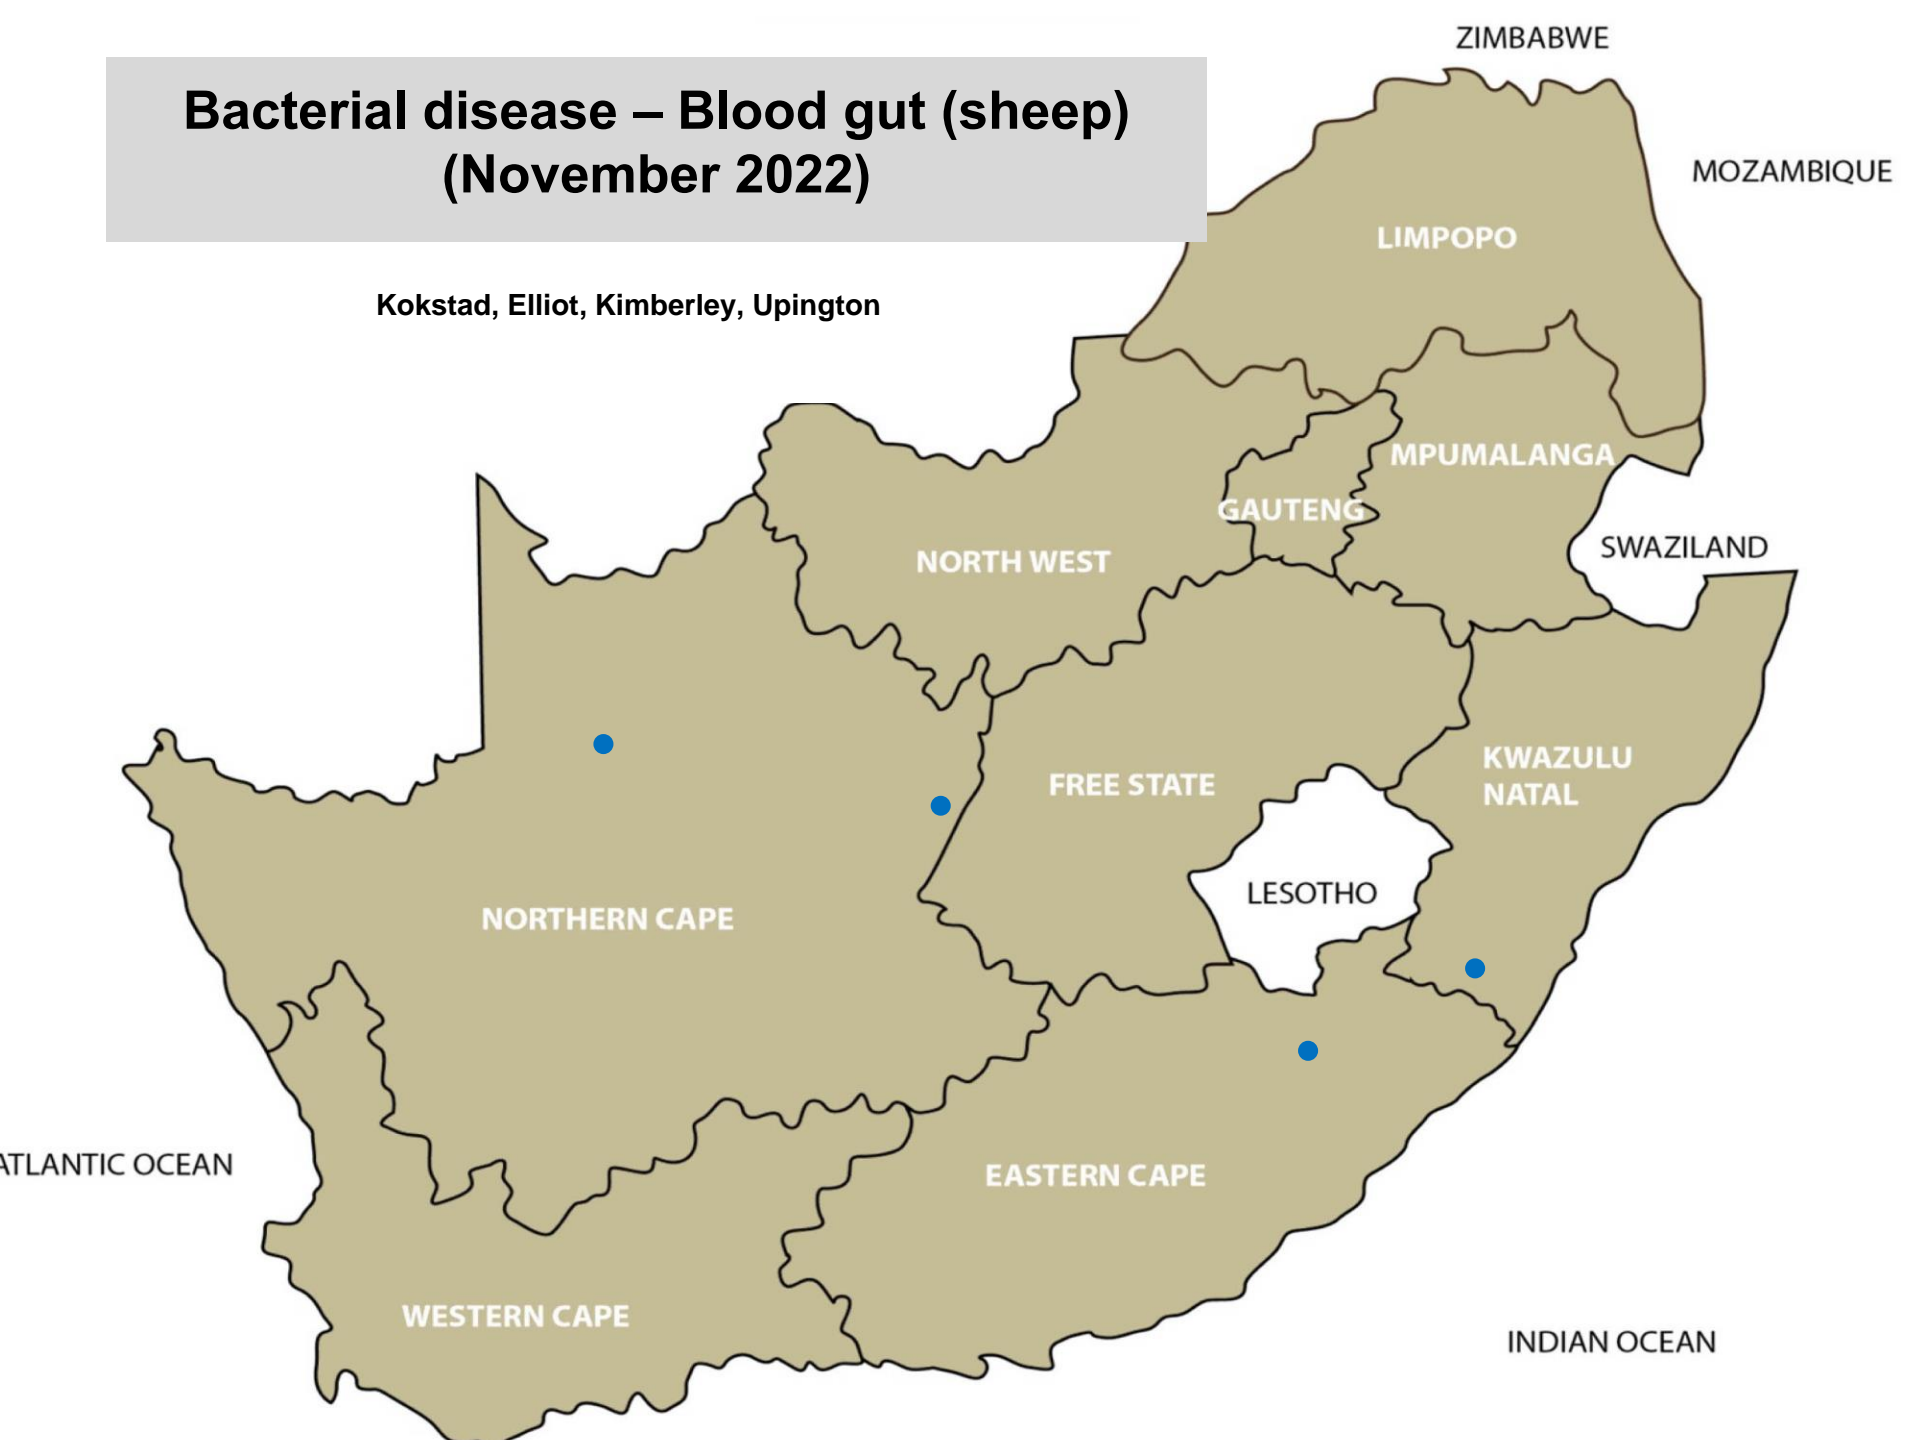 Bacterial disease – Blood gut (sheep)
(November 2022)
Kokstad, Elliot, Kimberley, Upington
ZIMBABWE
MOZAMBIQUE
LIMPOPO
MPUMALANGA
GAUTENG
SWAZILAND
NORTH WEST
KWAZULU
NATAL
FREE STATE
LESOTHO
NORTHERN CAPE
ATLANTIC OCEAN
EASTERN CAPE
WESTERN CAPE
INDIAN OCEAN